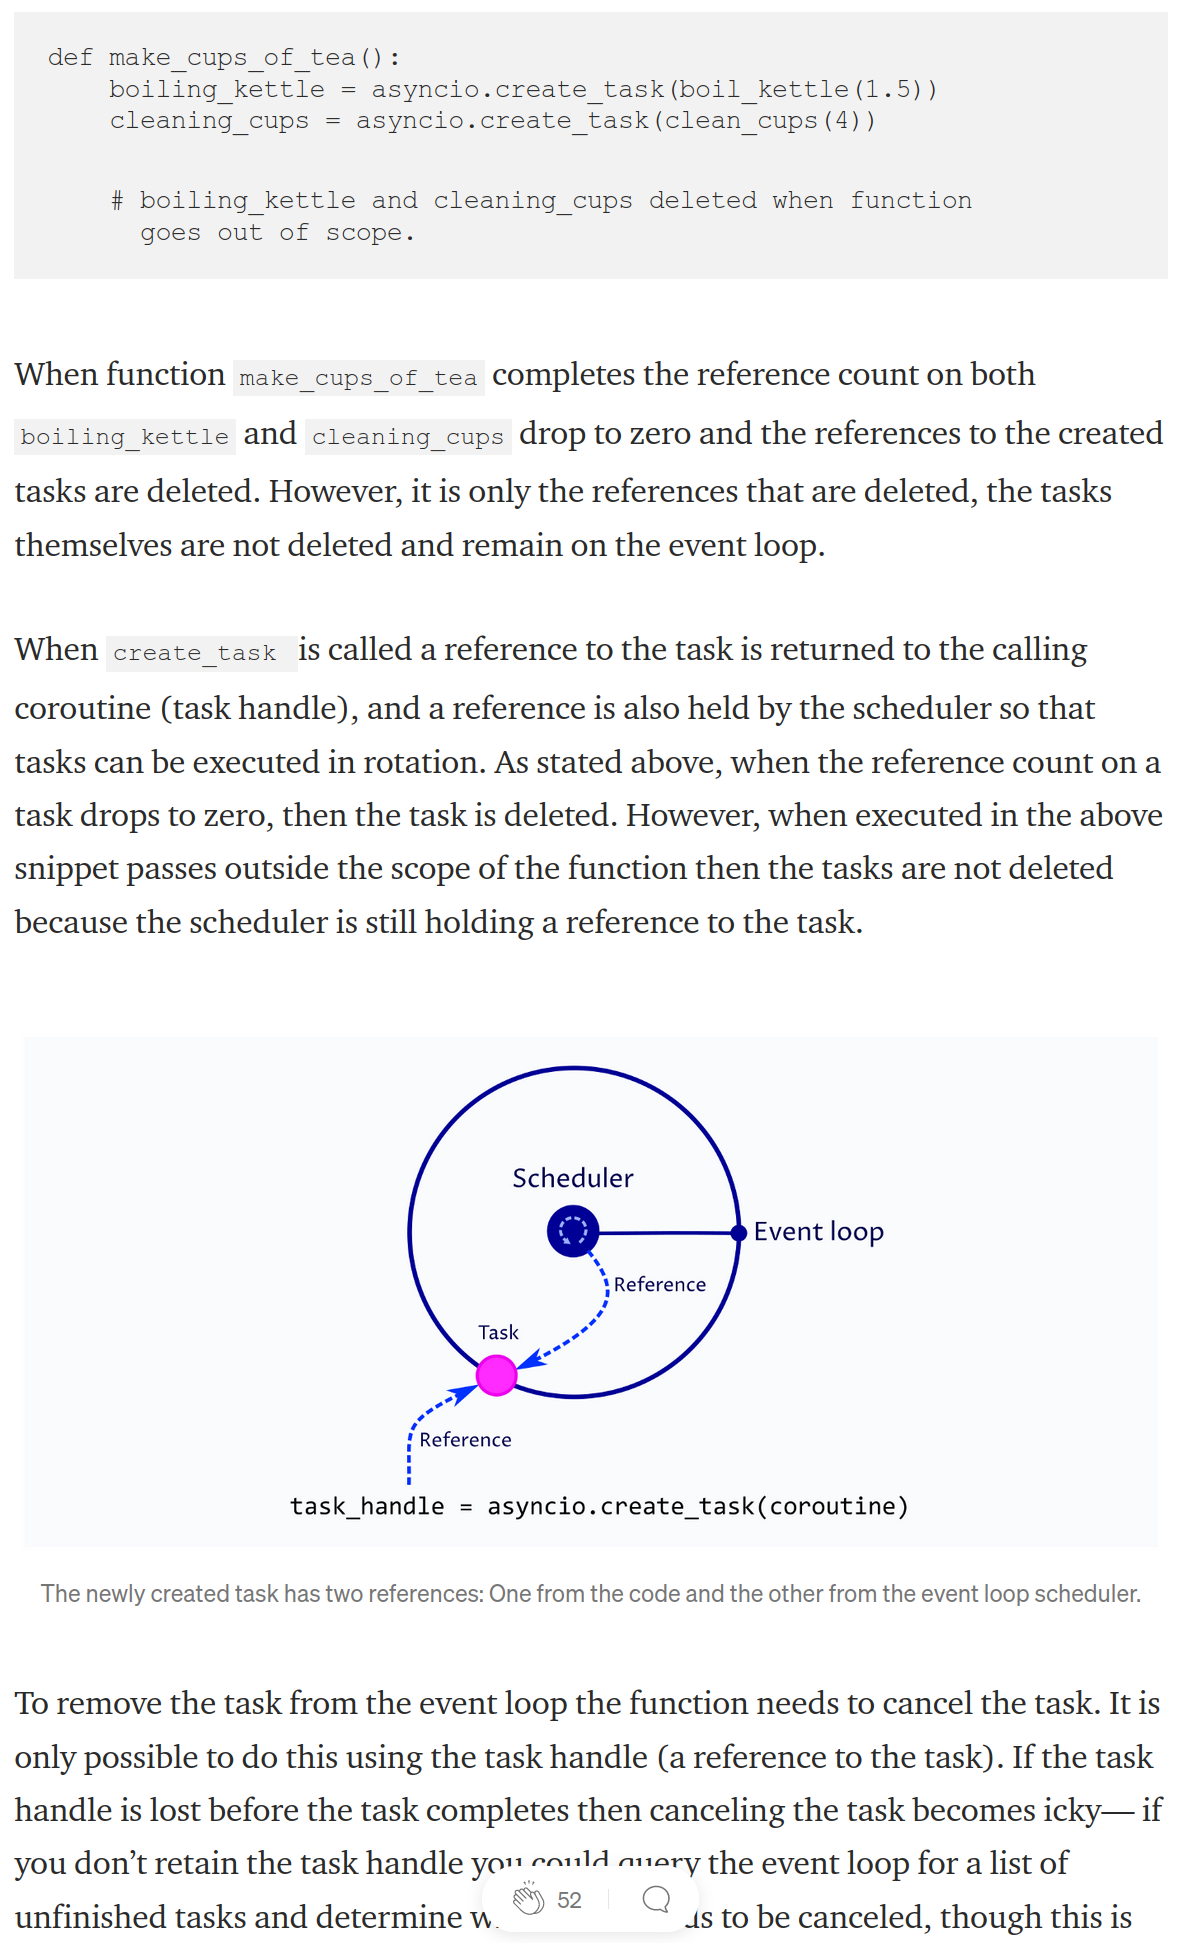 def make_cups_of_tea():
    boiling_kettle = asyncio.create_task(boil_kettle(1.5))
    cleaning_cups = asyncio.create_task(clean_cups(4))
    # boiling_kettle and cleaning_cups deleted when function
      goes out of scope.
When function make_cups_of_tea completes the reference count on both
boiling_kettle and cleaning_cups drop to zero and the references to the created
tasks are deleted. However, it is only the references that are deleted, the tasks
themselves are not deleted and remain on the event loop.
When create_task is called a reference to the task is returned to the calling
coroutine (task handle), and a reference is also held by the scheduler so that
tasks can be executed in rotation. As stated above, when the reference count on a
task drops to zero, then the task is deleted. However, when executed in the above
snippet passes outside the scope of the function then the tasks are not deleted
because the scheduler is still holding a reference to the task.
Scheduler
Event loop
Reference
Task
Reference
task_handle = asyncio.create_task(coroutine)
The newly created task has two references: One from the code and the other from the event loop scheduler.
To remove the task from the event loop the function needs to cancel the task. It is
only possible to do this using the task handle (a reference to the task). If the task
handle is lost before the task completes then canceling the task becomes icky— if
you don’t retain the task handle you could query the event loop for a list of
unfinished tasks and determine to be canceled, though this is
52